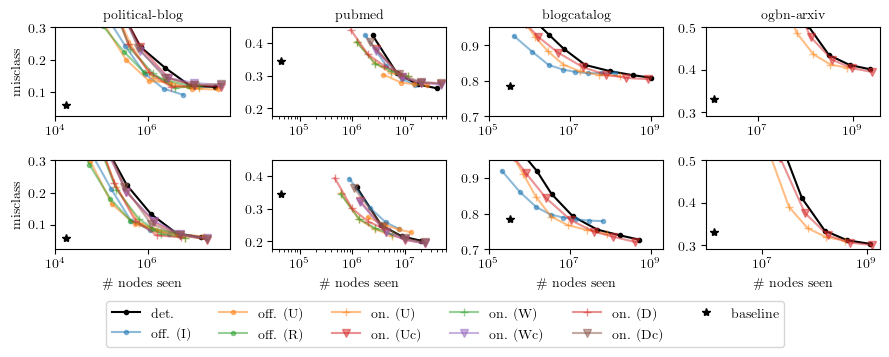 political-blog pubmed blogcatalog ogbn-arxiv
misclass
0.3
0.2
0.1
10^4 10^6
0.4
0.3
0.2
10^5 10^6 10^7
0.9
0.8
0.7
10^5 10^7 10^9
0.5
0.4
0.3
10^7 10^9
misclass
0.3
0.2
0.1
10^4 10^6
# nodes seen
0.4
0.3
0.2
10^5 10^6 10^7
# nodes seen
0.9
0.8
0.7
10^5 10^7 10^9
# nodes seen
0.5
0.4
0.3
10^7 10^9
# nodes seen
det. off. (U) on. (U) on. (W) on. (D) baseline
off. (I) off. (R) on. (Uc) on. (Wc) on. (Dc)